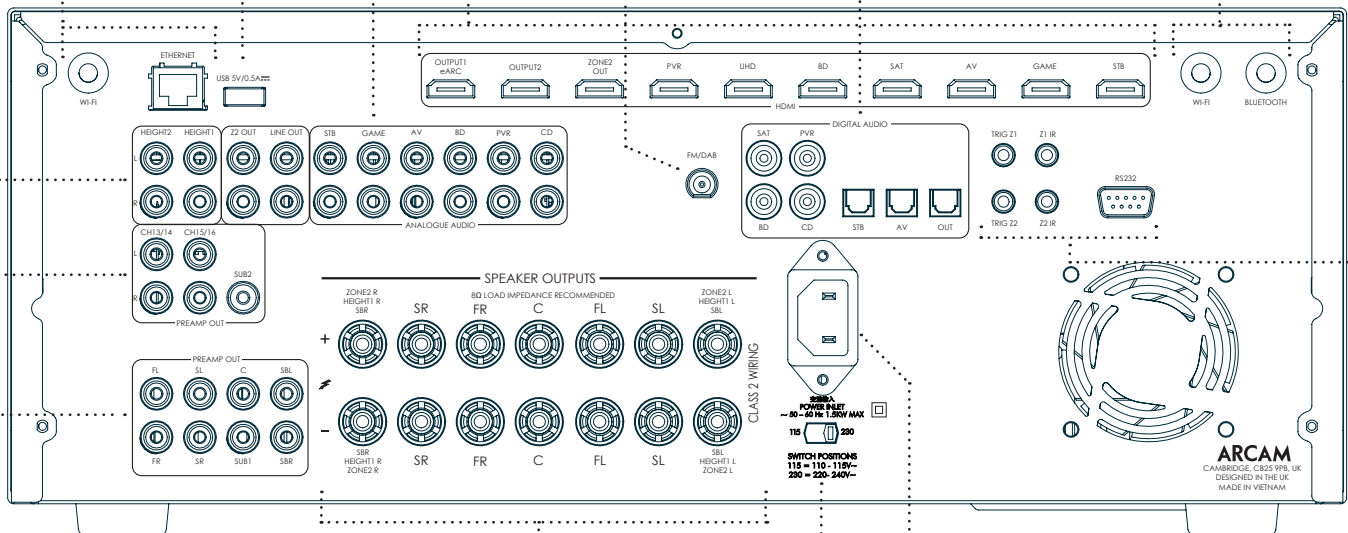 ETHERNET
USB 5V/0.5A
WI-FI
OUTPUT1
eARC
OUTPUT2
ZONE2
OUT
PVR
UHD
BD
SAT
AV
GAME
STB
HDMI
WI-FI
BLUETOOTH
HEIGHT2
HEIGHT1
Z2 OUT
LINE OUT
STB
GAME
AV
BD
PVR
CD
L
R
ANALOGUE AUDIO
FM/DAB
DIGITAL AUDIO
SAT
PVR
BD
CD
STB
AV
OUT
TRIG Z1
Z1 IR
TRIG Z2
Z2 IR
RS232
CH13/14
CH15/16
L
R
SUB2
PREAMP OUT
SPEAKER OUTPUTS
8Ω LOAD IMPEDANCE RECOMMENDED
ZONE2 R
HEIGHT1 R
SBR
SR
FR
C
FL
SL
ZONE2 L
HEIGHT1 L
SBL
+
−
SBR
HEIGHT1 R
ZONE2 R
SR
FR
C
FL
SL
SBL
HEIGHT1 L
ZONE2 L
CLASS 2 WIRING
PREAMP OUT
FL
SL
C
SBL
FR
SR
SUB1
SBR
POWER INLET
~ 50 - 60 Hz 1.5KW MAX
115
230
SWITCH POSITIONS
115 = 110 - 115V~
230 = 220- 240V~
ARCAM
CAMBRIDGE, CB25 9PB, UK
DESIGNED IN THE UK
MADE IN VIETNAM